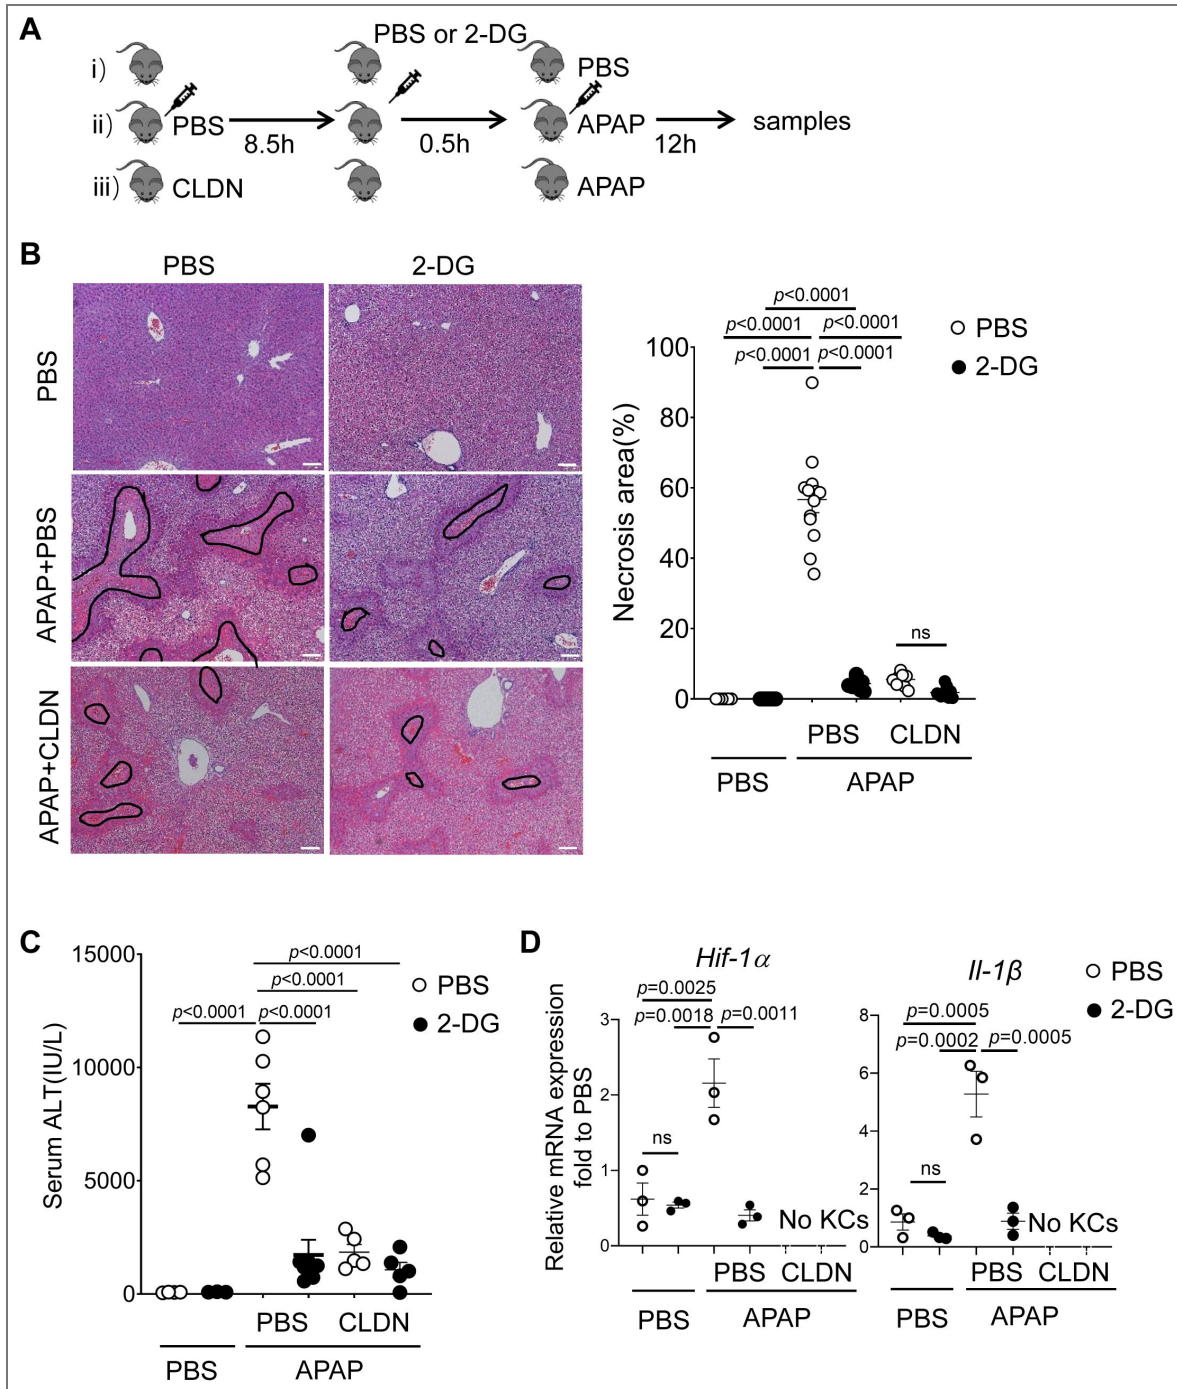 A
PBS or 2-DG
i)
PBS
ii)
PBS
8.5h
0.5h
APAP
12h
samples
iii)
CLDN
APAP
B
PBS
2-DG
PBS
APAP+PBS
APAP+CLDN
p<0.0001
p<0.0001 p<0.0001
p<0.0001 p<0.0001
PBS
2-DG
Necrosis area(%)
100
80
60
40
20
0
ns
PBS CLDN
PBS APAP
C
Serum ALT(IU/L)
15000
10000
5000
0
p<0.0001
p<0.0001
p<0.0001 p<0.0001
PBS
2-DG
PBS CLDN
PBS APAP
D
Relative mRNA expression
fold to PBS
Hif-1α
p=0.0025
p=0.0018 p=0.0011
3
2
1
0
ns
No KCs
PBS CLDN
PBS APAP
Il-1β
p=0.0005
p=0.0002 p=0.0005
8
6
4
2
0
ns
No KCs
PBS CLDN
PBS APAP
PBS
2-DG